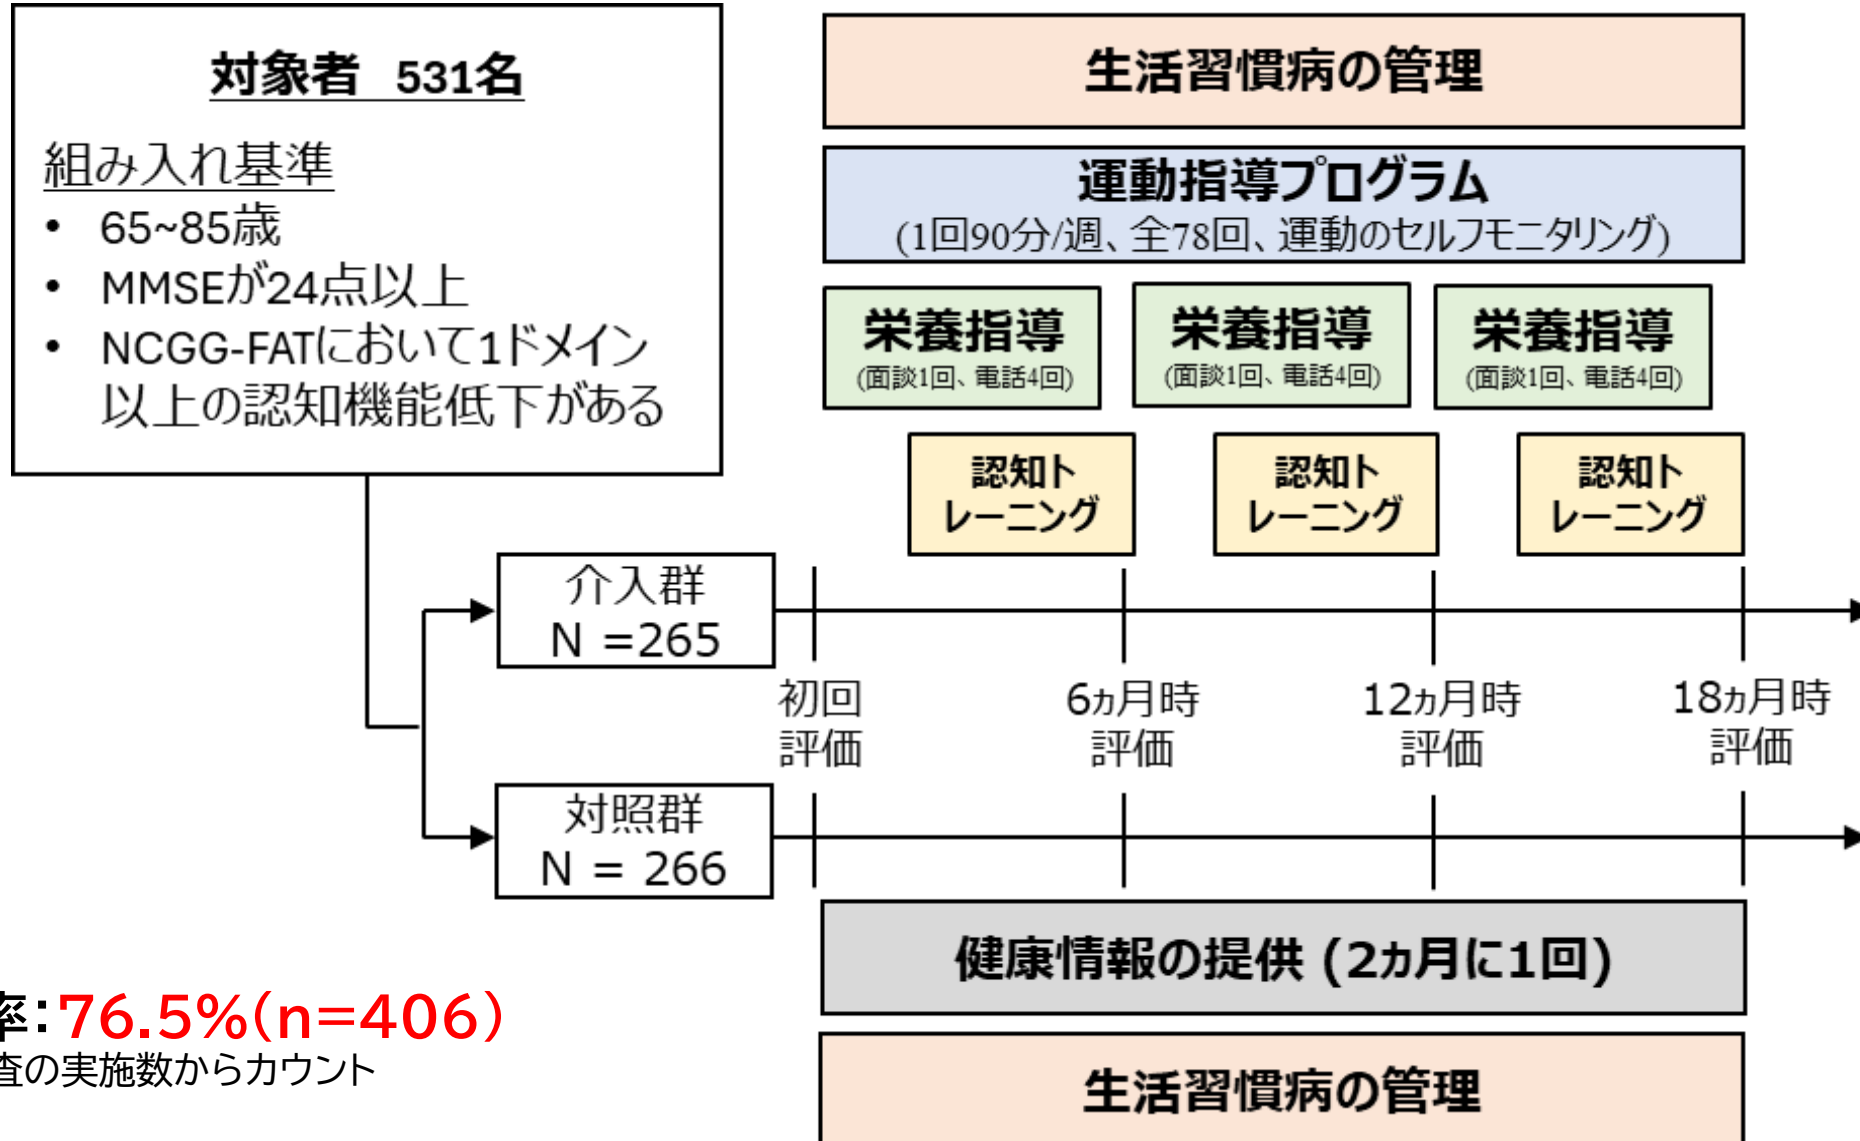 対象者 531名
組み入れ基準
• 65~85歳
• MMSEが24点以上
• NCGG-FATにおいて1ドメイン
以上の認知機能低下がある
生活習慣病の管理
運動指導プログラム
(1回90分/週、全78回、運動のセルフモニタリング)
栄養指導
(面談1回、電話4回)
栄養指導
(面談1回、電話4回)
栄養指導
(面談1回、電話4回)
認知ト
レーニング
認知ト
レーニング
認知ト
レーニング
介入群
N =265
初回
評価
6ヵ月時
評価
12ヵ月時
評価
18ヵ月時
評価
対照群
N = 266
健康情報の提供 (2ヵ月に1回)
生活習慣病の管理
率：76.5%(n=406)
査の実施数からカウント